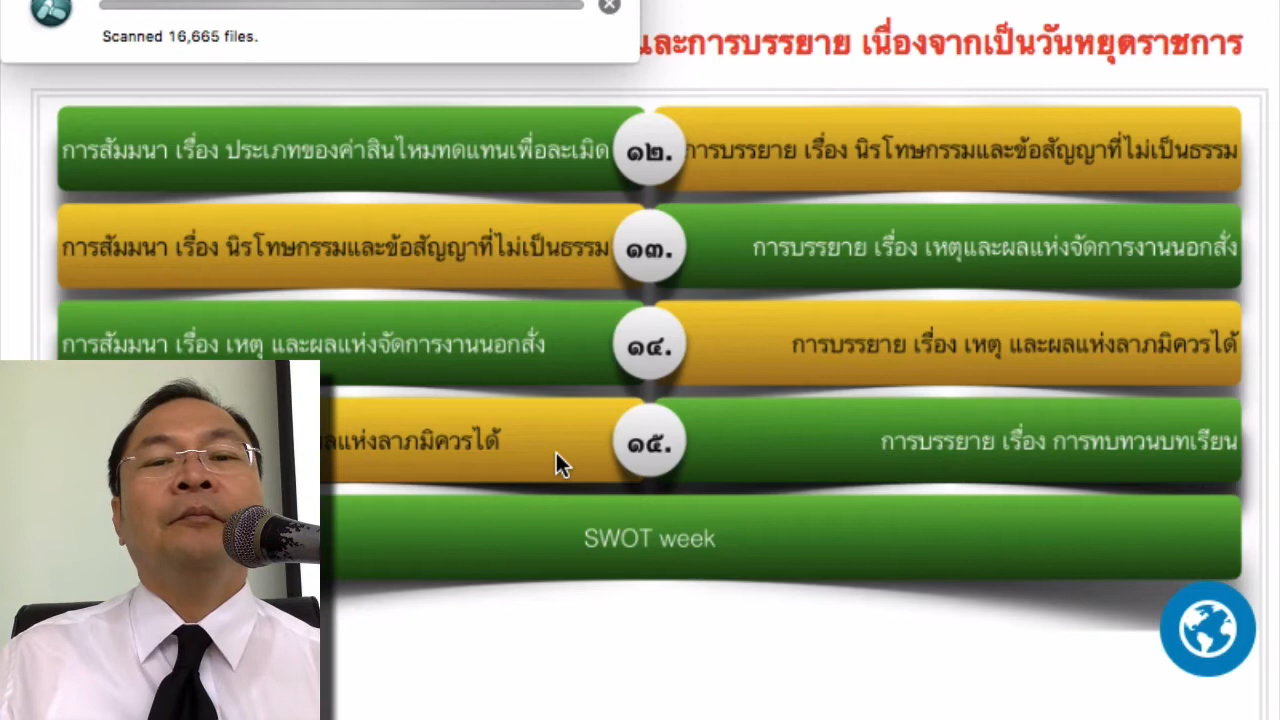 Scanned 16,665 files.
และการบรรยาย เนื่องจากเป็นวันหยุดราชการ
การสัมมนา เรื่อง ประเภทของค่าสินไหมทดแทนเพื่อละเมิด
๑๒.
การบรรยาย เรื่อง นิรโทษกรรมและข้อสัญญาที่ไม่เป็นธรรม
การสัมมนา เรื่อง นิรโทษกรรมและข้อสัญญาที่ไม่เป็นธรรม
๑๓.
การบรรยาย เรื่อง เหตุและผลแห่งจัดการงานนอกสั่ง
การสัมมนา เรื่อง เหตุ และผลแห่งจัดการงานนอกสั่ง
๑๔.
การบรรยาย เรื่อง เหตุ และผลแห่งลาภมิควรได้
ลแห่งลาภมิควรได้
๑๕.
การบรรยาย เรื่อง การทบทวนบทเรียน
SWOT week